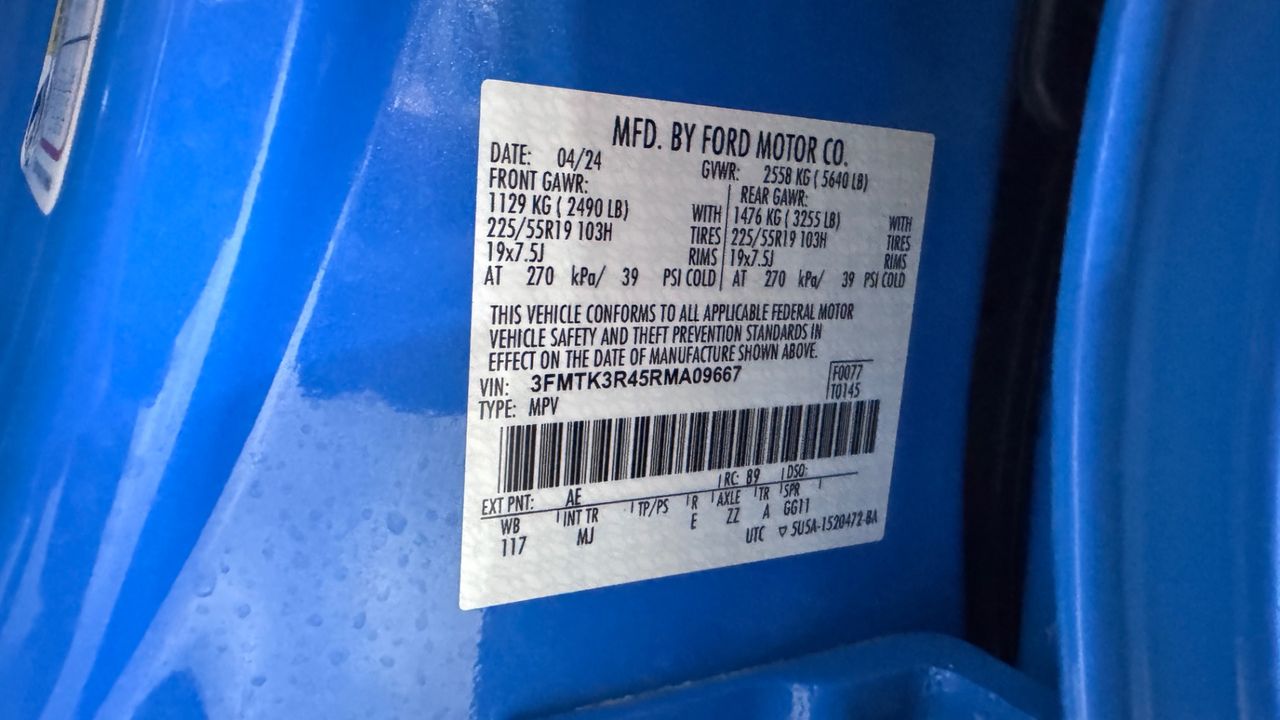 MFD. BY FORD MOTOR CO.
DATE: 04/24 GVWR: 2558 KG ( 5640 LB)
FRONT GAWR: REAR GAWR:
1129 KG ( 2490 LB) WITH 1476 KG ( 3255 LB) WITH
225/55R19 103H TIRES 225/55R19 103H TIRES
19x7.5J RIMS 19x7.5J RIMS
AT 270 kPa/ 39 PSI COLD AT 270 kPa/ 39 PSI COLD
THIS VEHICLE CONFORMS TO ALL APPLICABLE FEDERAL MOTOR
VEHICLE SAFETY AND THEFT PREVENTION STANDARDS IN
EFFECT ON THE DATE OF MANUFACTURE SHOWN ABOVE.
VIN: 3FMTK3R45RMA09667 F0077
TYPE: MPV T0145
EXT PNT: AE RC: 89 DSO:
WB INT TR TP/PS R AXLE TR SPR
117 MJ E ZZ A GG11
UTC ▽ 5U5A-1520472-BA